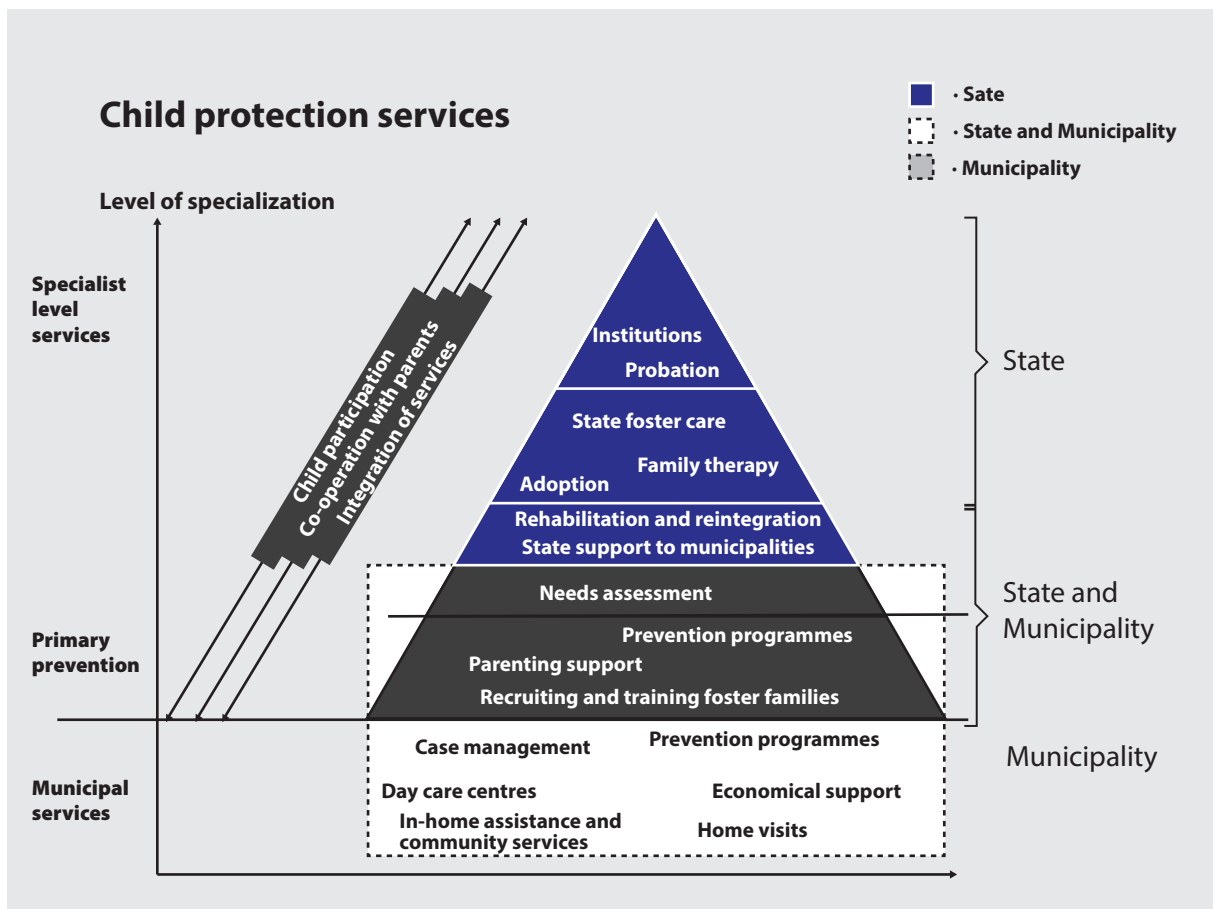 Child protection services
· Sate
· State and Municipality
· Municipality
Level of specialization
Specialist
level
services
Primary
prevention
Municipal
services
Child participation
Co-operation with parents
Integration of services
Institutions
Probation
State foster care
Family therapy
Adoption
Rehabilitation and reintegration
State support to municipalities
Needs assessment
Prevention programmes
Parenting support
Recruiting and training foster families
Case management
Prevention programmes
Day care centres
Economical support
In-home assistance and
community services
Home visits
State
State and
Municipality
Municipality